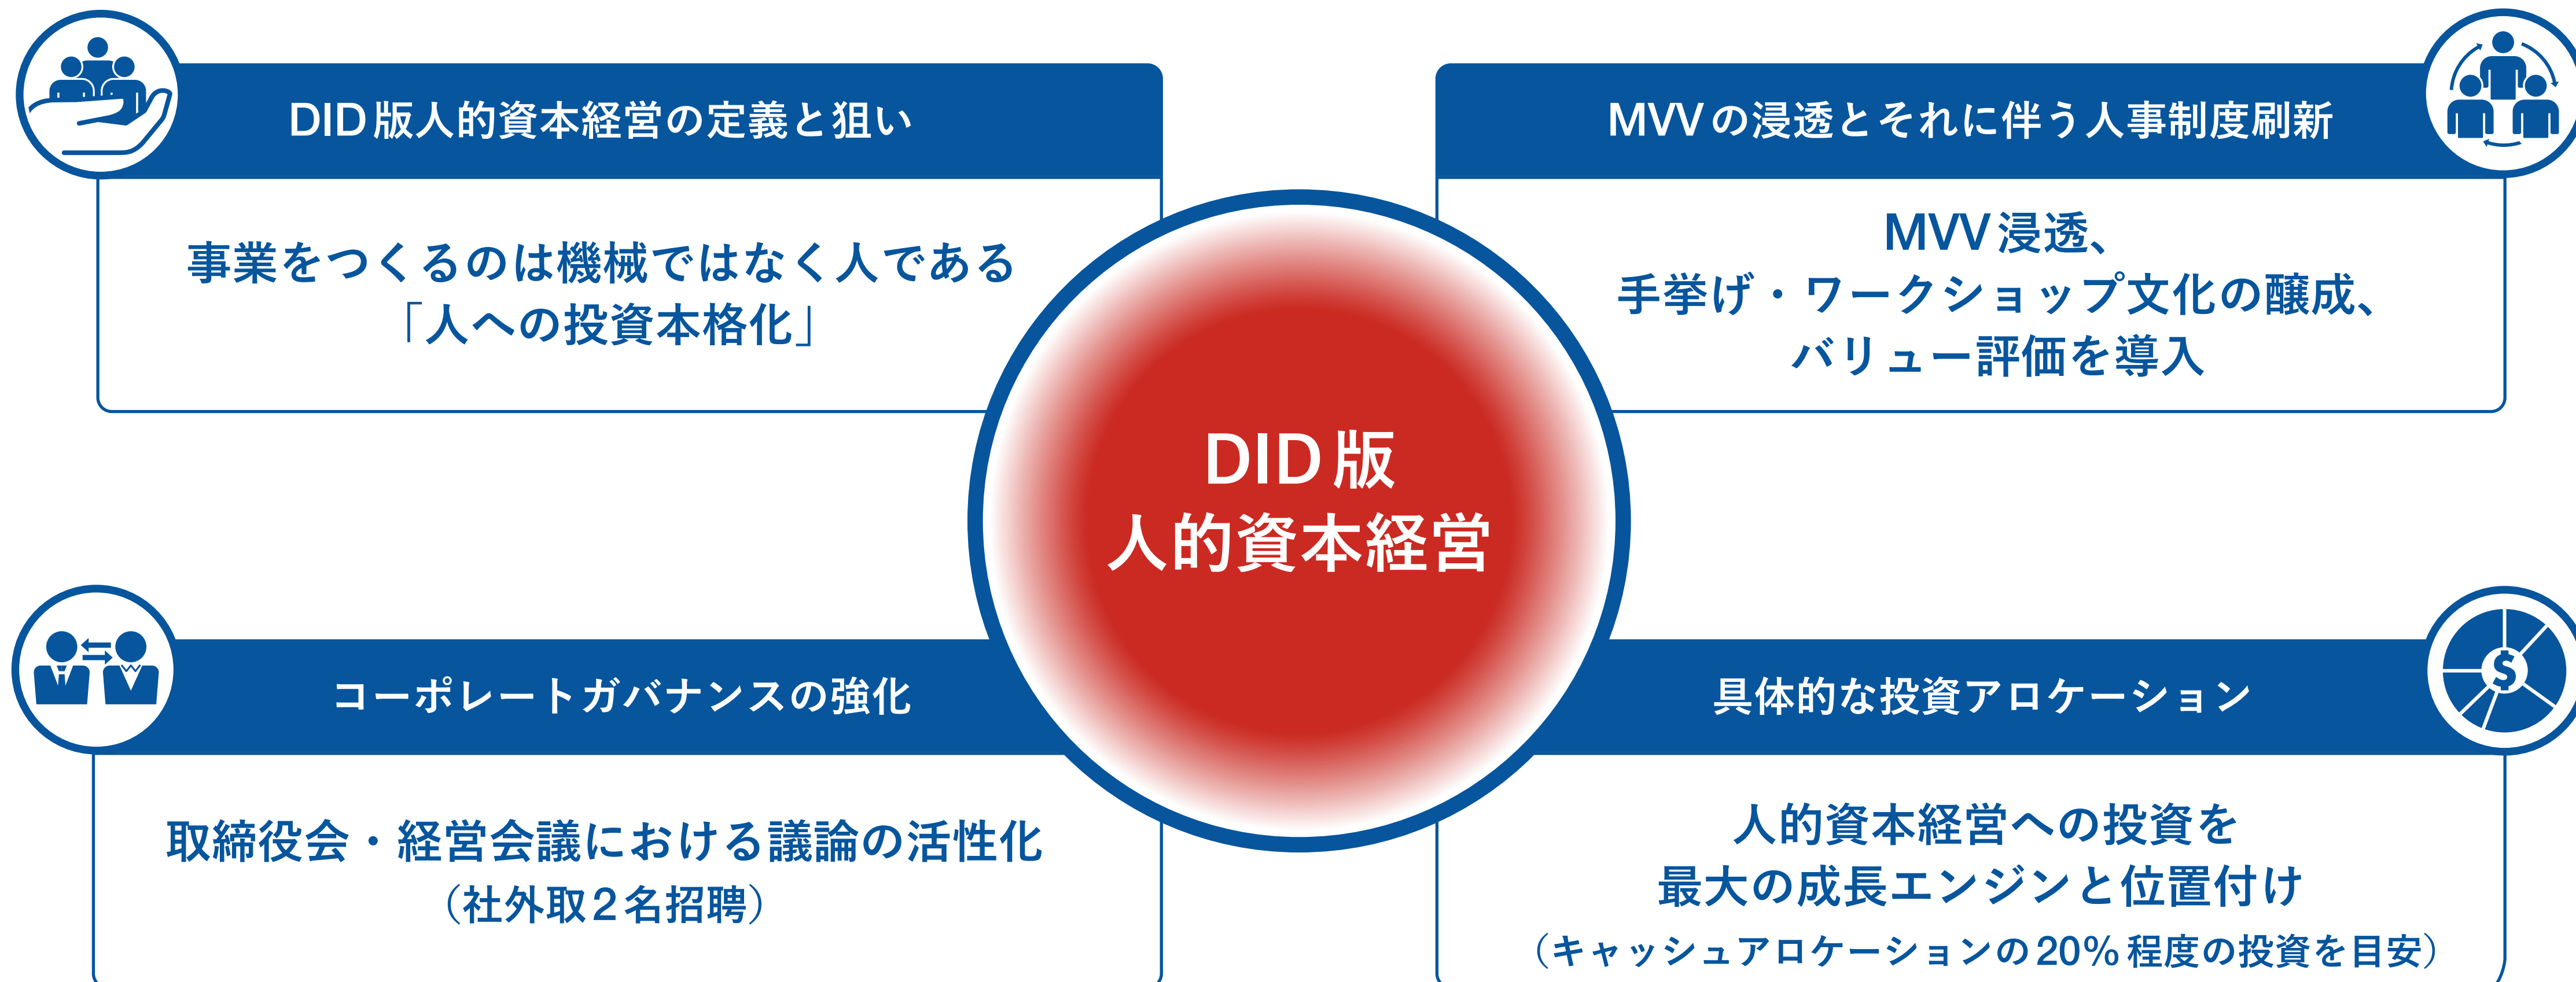 DID版人的資本経営の定義と狙い
事業をつくるのは機械ではなく人である
「人への投資本格化」
MVVの浸透とそれに伴う人事制度刷新
MVV浸透、
手挙げ・ワークショップ文化の醸成、
バリュー評価を導入
DID版
人的資本経営
コーポレートガバナンスの強化
取締役会・経営会議における議論の活性化
（社外取2名招聘）
具体的な投資アロケーション
人的資本経営への投資を
最大の成長エンジンと位置付け
（キャッシュアロケーションの20%程度の投資を目安）
$